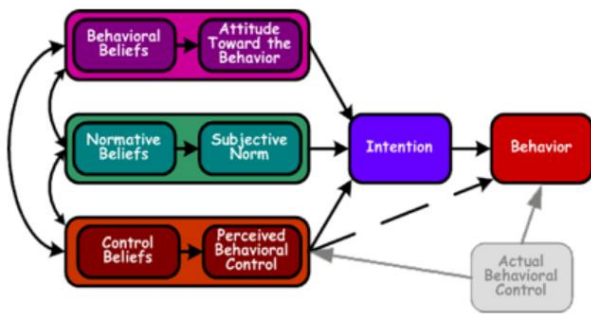 Behavioral
Beliefs
Attitude
Toward the
Behavior
Normative
Beliefs
Subjective
Norm
Intention
Behavior
Control
Beliefs
Perceived
Behavioral
Control
Actual
Behavioral
Control